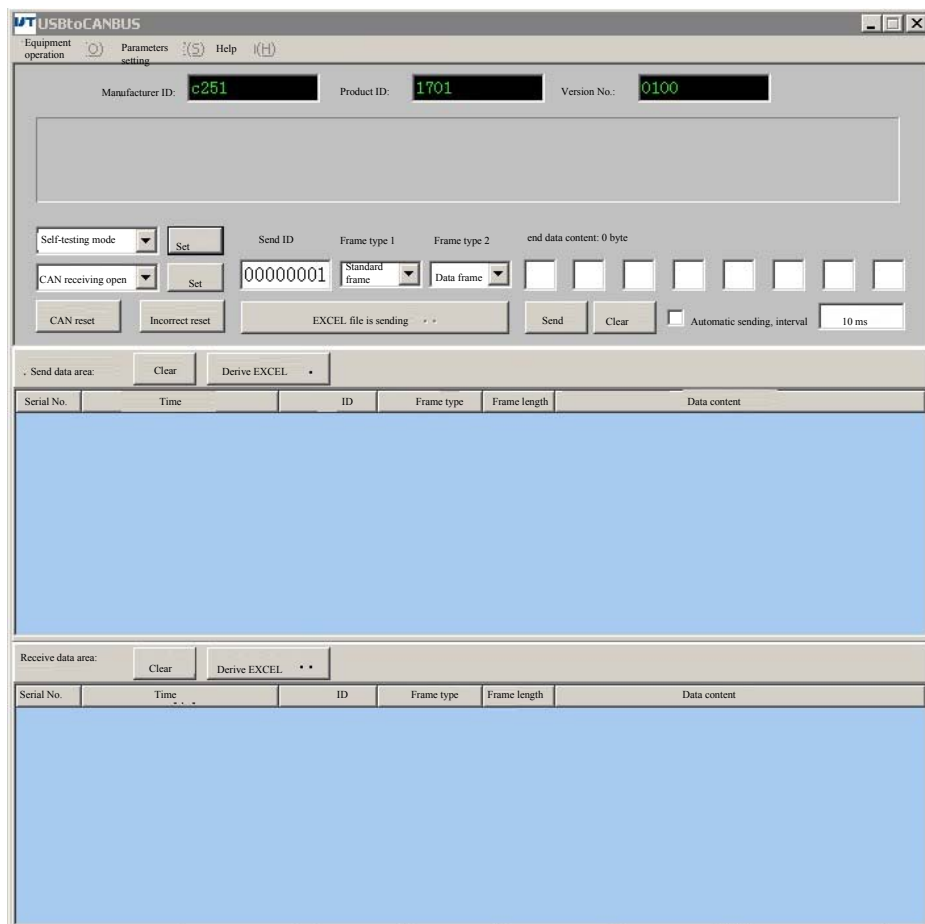 USBtoCANBUS
Equipment operation (O) Parameters setting (S) Help (H)
Manufacturer ID: c251 Product ID: 1701 Version No.: 0100
Self-testing mode Set Send ID Frame type 1 Frame type 2 end data content: 0 byte
CAN receiving open Set 00000001 Standard frame Data frame
CAN reset Incorrect reset EXCEL file is sending Send Clear Automatic sending, interval 10 ms
Send data area: Clear Derive EXCEL
Serial No. Time ID Frame type Frame length Data content
Receive data area: Clear Derive EXCEL
Serial No. Time ID Frame type Frame length Data content